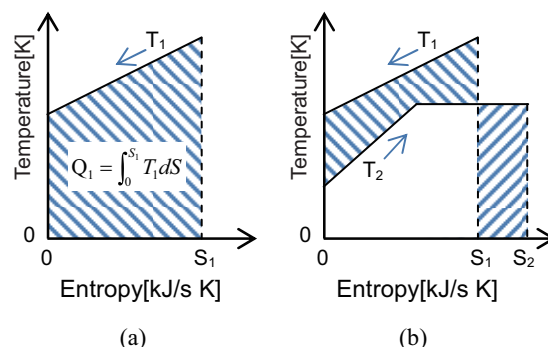 Temperature[K]
T₁
Q₁ = ∫₀^{S₁} T₁dS
0
0
S₁
Entropy[kJ/s K]
(a)
Temperature[K]
T₁
T₂
0
0
S₁
S₂
Entropy[kJ/s K]
(b)